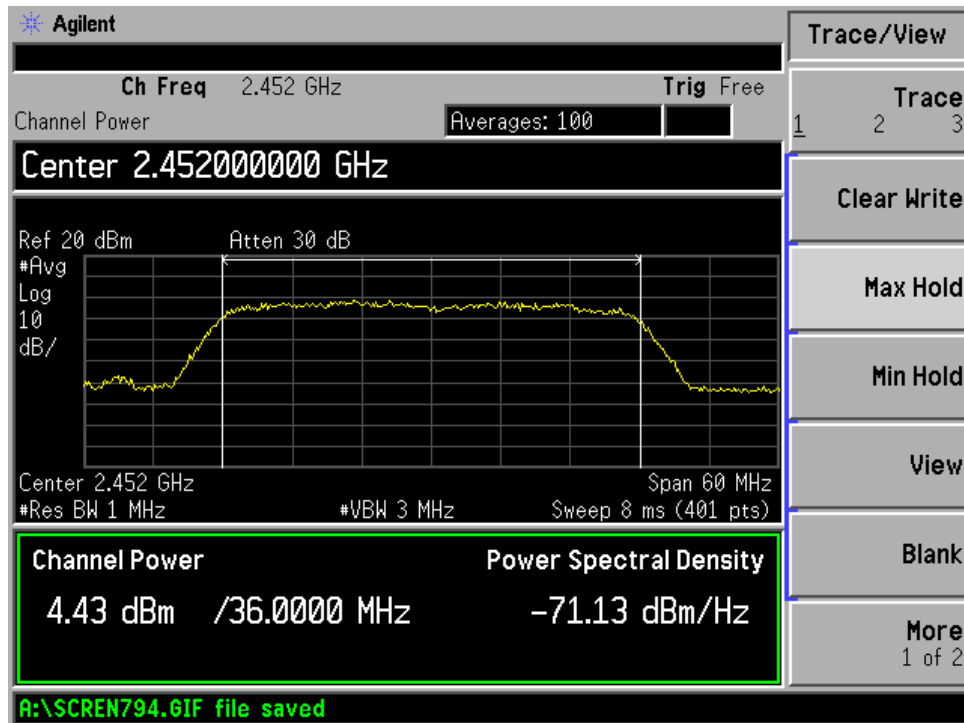 Agilent
Trace/View
Ch Freq 2.452 GHz Trig Free
Channel Power Averages: 100
Center 2.452000000 GHz
Ref 20 dBm Atten 30 dB
#Avg
Log
10
dB/
Center 2.452 GHz Span 60 MHz
#Res BW 1 MHz #VBW 3 MHz Sweep 8 ms (401 pts)
Channel Power Power Spectral Density
4.43 dBm /36.0000 MHz -71.13 dBm/Hz
A:\SCREN794.GIF file saved
Trace
1 2 3
Clear Write
Max Hold
Min Hold
View
Blank
More
1 of 2